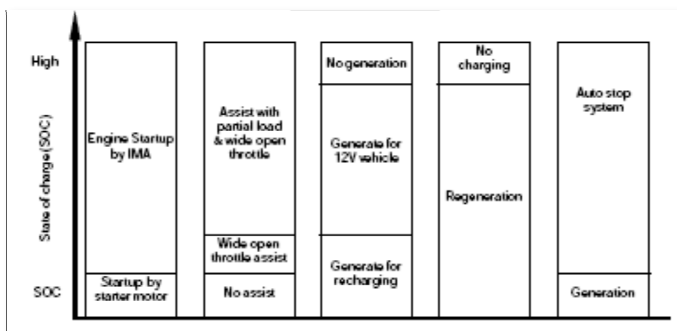 High
State of charge (SOC)
SOC
Engine Startup
by IMA
Startup by
starter motor
Assist with
partial load
& wide open
throttle
Wide open
throttle assist
No assist
No generation
Generate for
12V vehicle
Generate for
recharging
No
charging
Regeneration
Auto stop
system
Generation